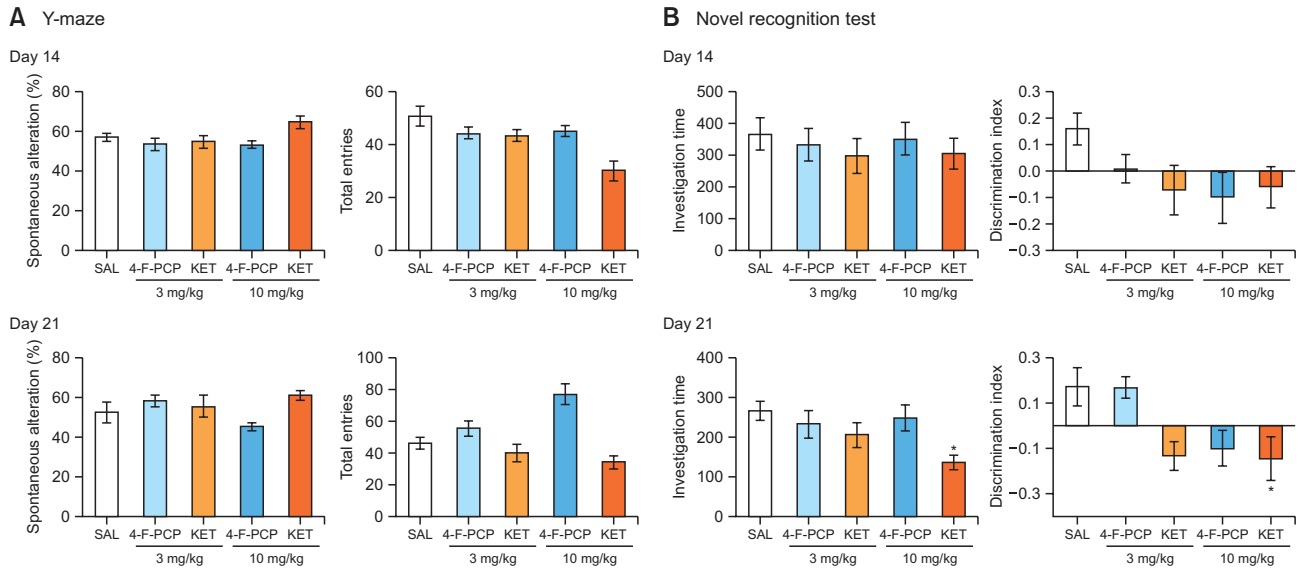 A Y-maze
Day 14
Spontaneous alteration (%)
80
60
40
20
0
SAL 4-F-PCP KET 4-F-PCP KET
3 mg/kg 10 mg/kg
Total entries
60
40
20
0
SAL 4-F-PCP KET 4-F-PCP KET
3 mg/kg 10 mg/kg
Day 21
Spontaneous alteration (%)
80
60
40
20
0
SAL 4-F-PCP KET 4-F-PCP KET
3 mg/kg 10 mg/kg
Total entries
100
80
60
40
20
0
SAL 4-F-PCP KET 4-F-PCP KET
3 mg/kg 10 mg/kg
B Novel recognition test
Day 14
Investigation time
500
400
300
200
100
0
SAL 4-F-PCP KET 4-F-PCP KET
3 mg/kg 10 mg/kg
Discrimination index
0.3
0.2
0.1
0.0
−0.1
−0.2
−0.3
SAL 4-F-PCP KET 4-F-PCP KET
3 mg/kg 10 mg/kg
Day 21
Investigation time
400
300
200
100
0
*
SAL 4-F-PCP KET 4-F-PCP KET
3 mg/kg 10 mg/kg
Discrimination index
0.3
0.1
−0.1
−0.3
*
SAL 4-F-PCP KET 4-F-PCP KET
3 mg/kg 10 mg/kg